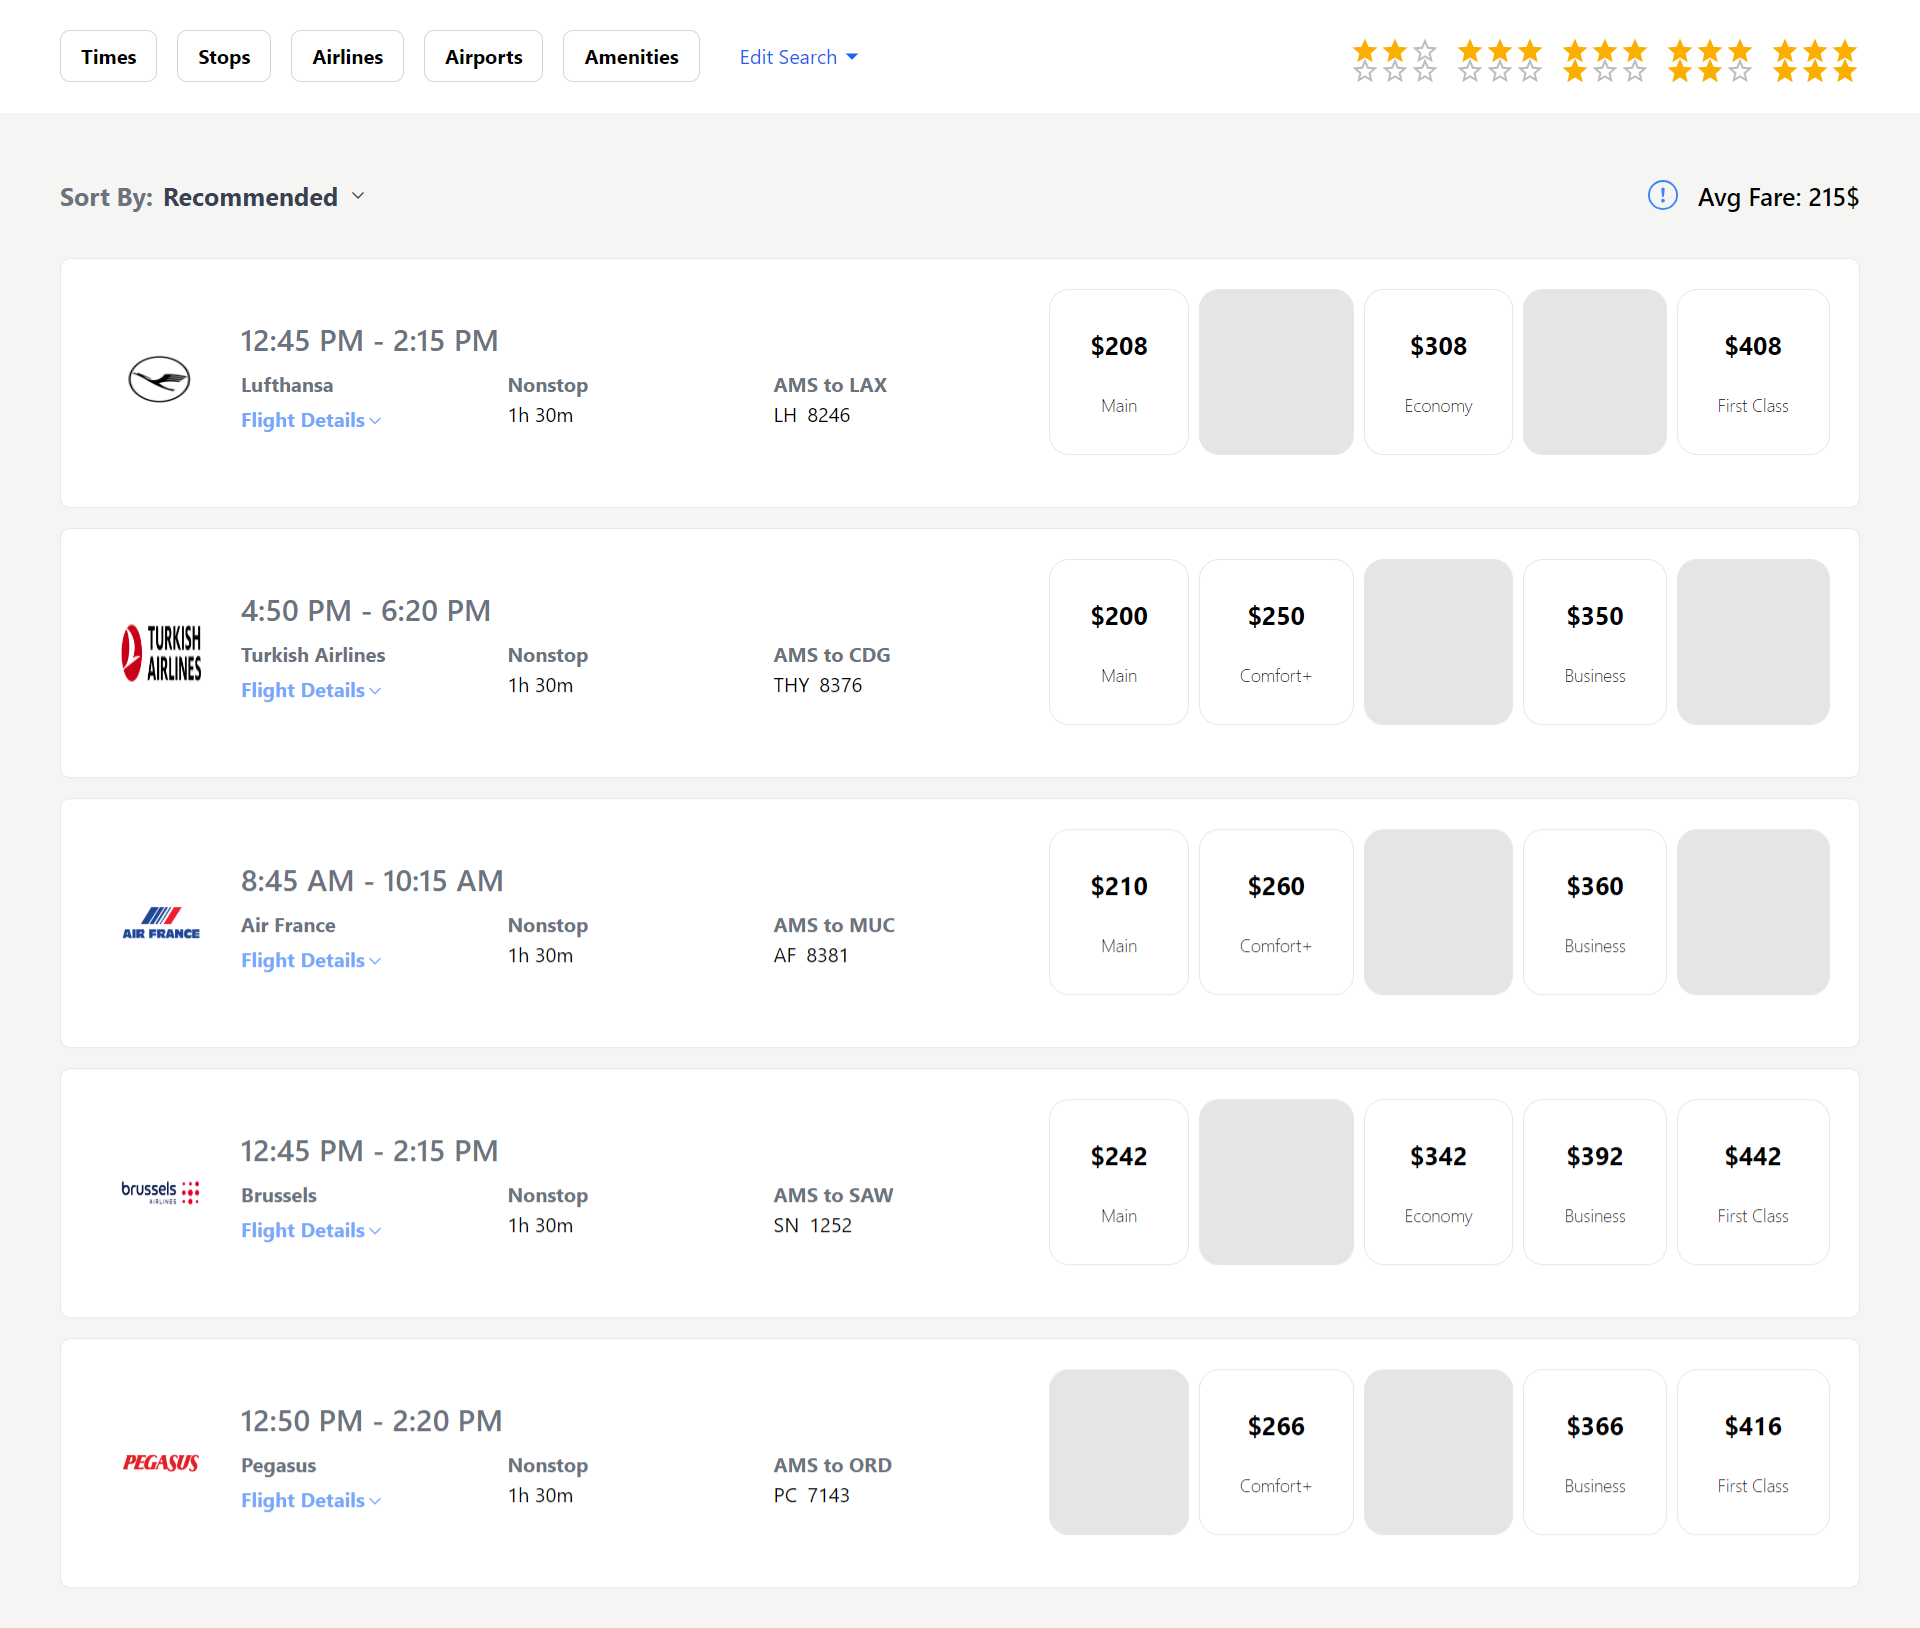 Times Stops Airlines Airports Amenities Edit Search
Sort By: Recommended
Avg Fare: 215$
12:45 PM - 2:15 PM
Lufthansa Nonstop AMS to LAX
Flight Details 1h 30m LH 8246
$208 $308 $408
Main Economy First Class
TURKISH
AIRLINES
4:50 PM - 6:20 PM
Turkish Airlines Nonstop AMS to CDG
Flight Details 1h 30m THY 8376
$200 $250 $350
Main Comfort+ Business
AIR FRANCE
8:45 AM - 10:15 AM
Air France Nonstop AMS to MUC
Flight Details 1h 30m AF 8381
$210 $260 $360
Main Comfort+ Business
brussels
AIRLINES
12:45 PM - 2:15 PM
Brussels Nonstop AMS to SAW
Flight Details 1h 30m SN 1252
$242 $342 $392 $442
Main Economy Business First Class
PEGASUS
12:50 PM - 2:20 PM
Pegasus Nonstop AMS to ORD
Flight Details 1h 30m PC 7143
$266 $366 $416
Comfort+ Business First Class